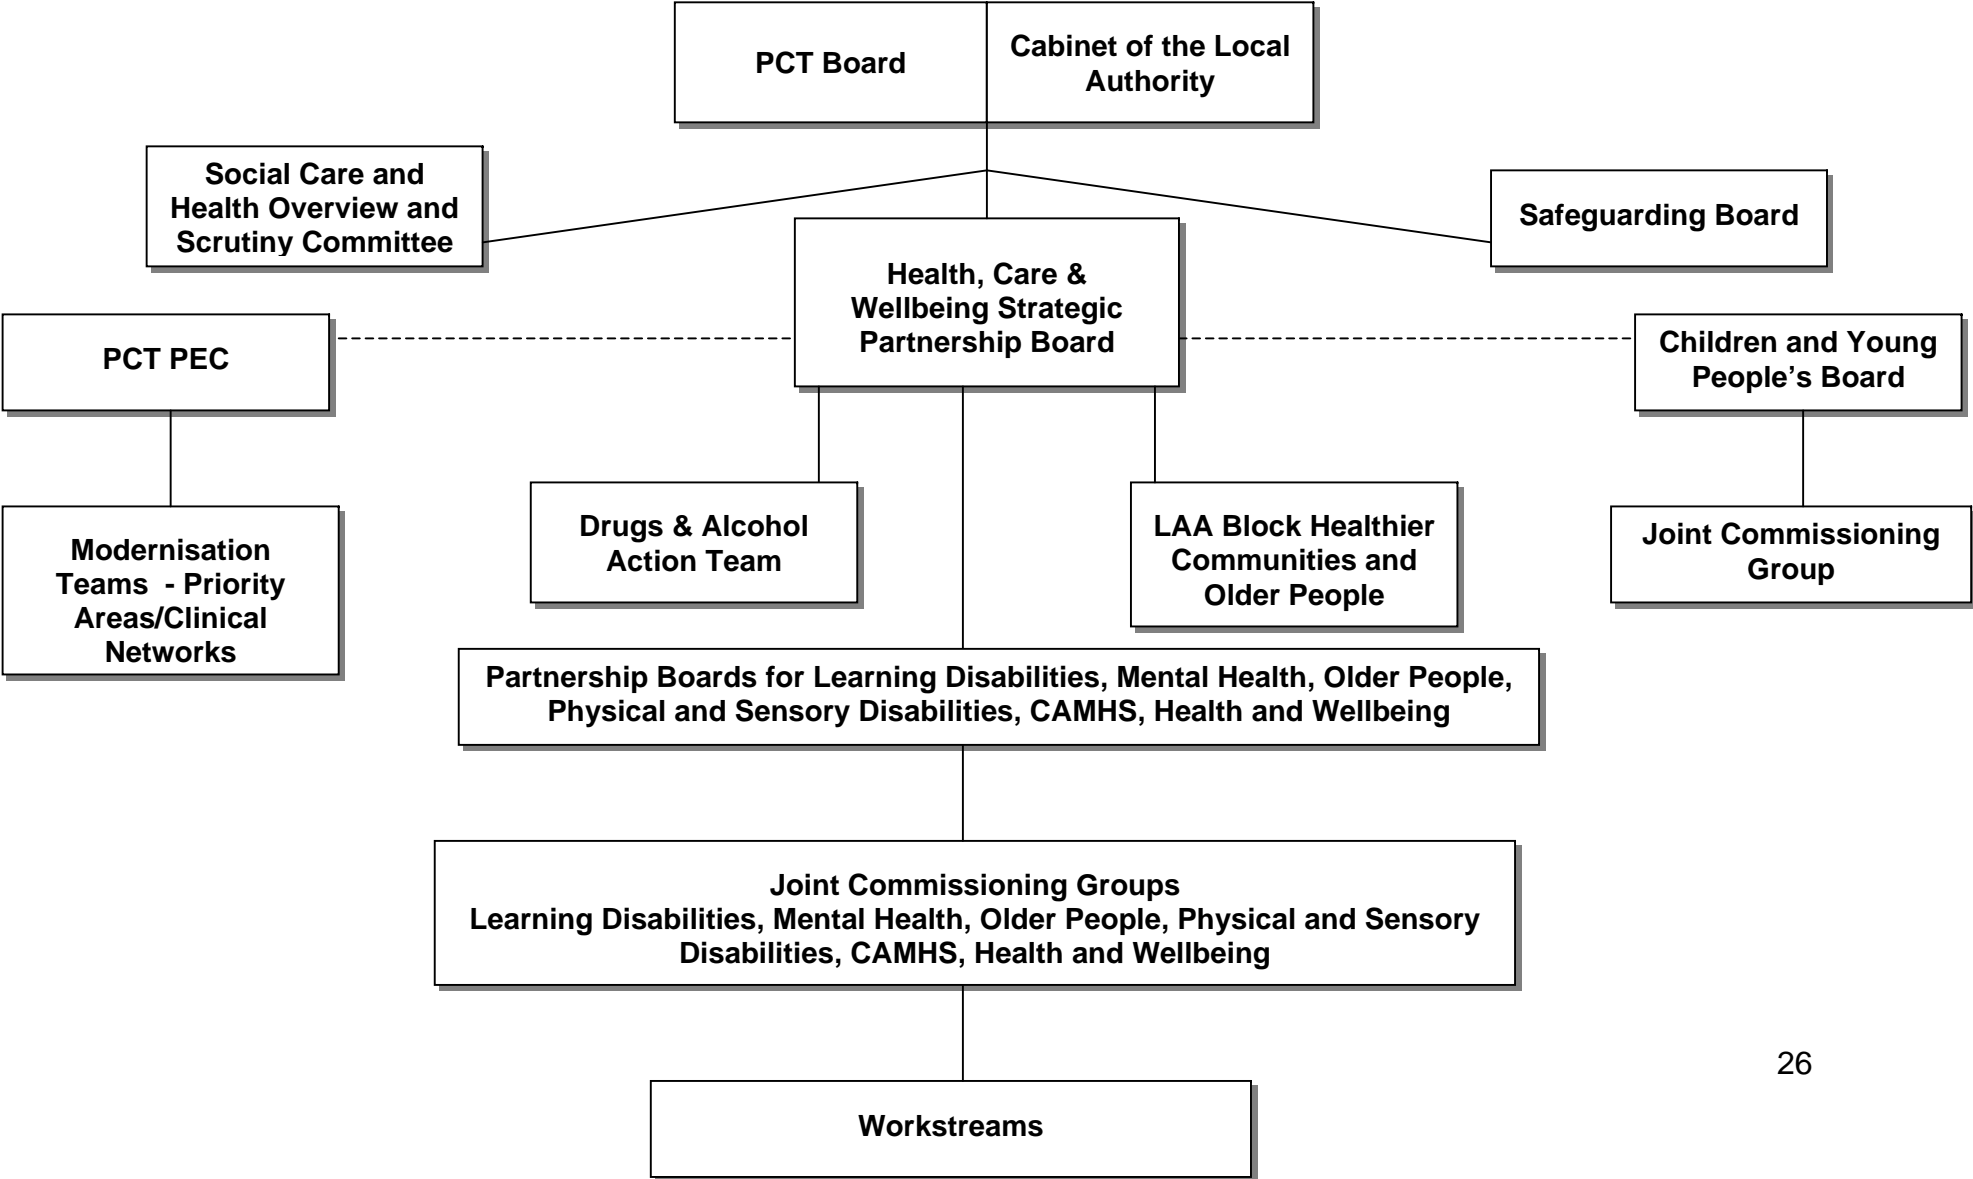 PCT Board
Cabinet of the Local
Authority
Social Care and
Health Overview and
Scrutiny Committee
Safeguarding Board
Health, Care &
Wellbeing Strategic
Partnership Board
PCT PEC
Children and Young
People’s Board
Modernisation
Teams  - Priority
Areas/Clinical
Networks
Drugs & Alcohol
Action Team
LAA Block Healthier
Communities and
Older People
Joint Commissioning
Group
Partnership Boards for Learning Disabilities, Mental Health, Older People,
Physical and Sensory Disabilities, CAMHS, Health and Wellbeing
Joint Commissioning Groups
Learning Disabilities, Mental Health, Older People, Physical and Sensory
Disabilities, CAMHS, Health and Wellbeing
26
Workstreams